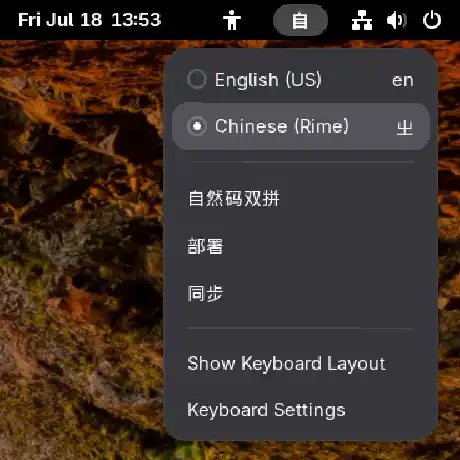 Fri Jul 18 13:53 自
English (US) en
Chinese (Rime) ㄓ
自然码双拼
部署
同步
Show Keyboard Layout
Keyboard Settings